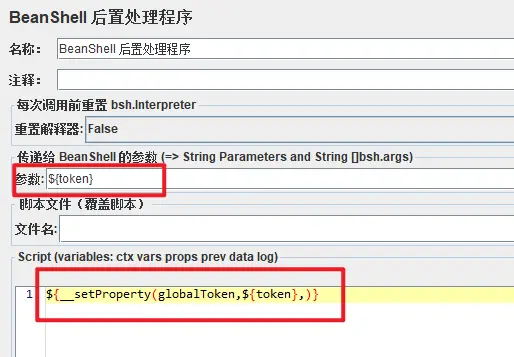 BeanShell 后置处理程序
名称: BeanShell 后置处理程序
注释:
每次调用前重置 bsh.Interpreter
重置解释器: False
传递给 BeanShell 的参数 (=> String Parameters and String []bsh.args)
参数: ${token}
脚本文件（覆盖脚本）
文件名:
Script (variables: ctx vars props prev data log)
1 ${__setProperty(globalToken,${token},)}